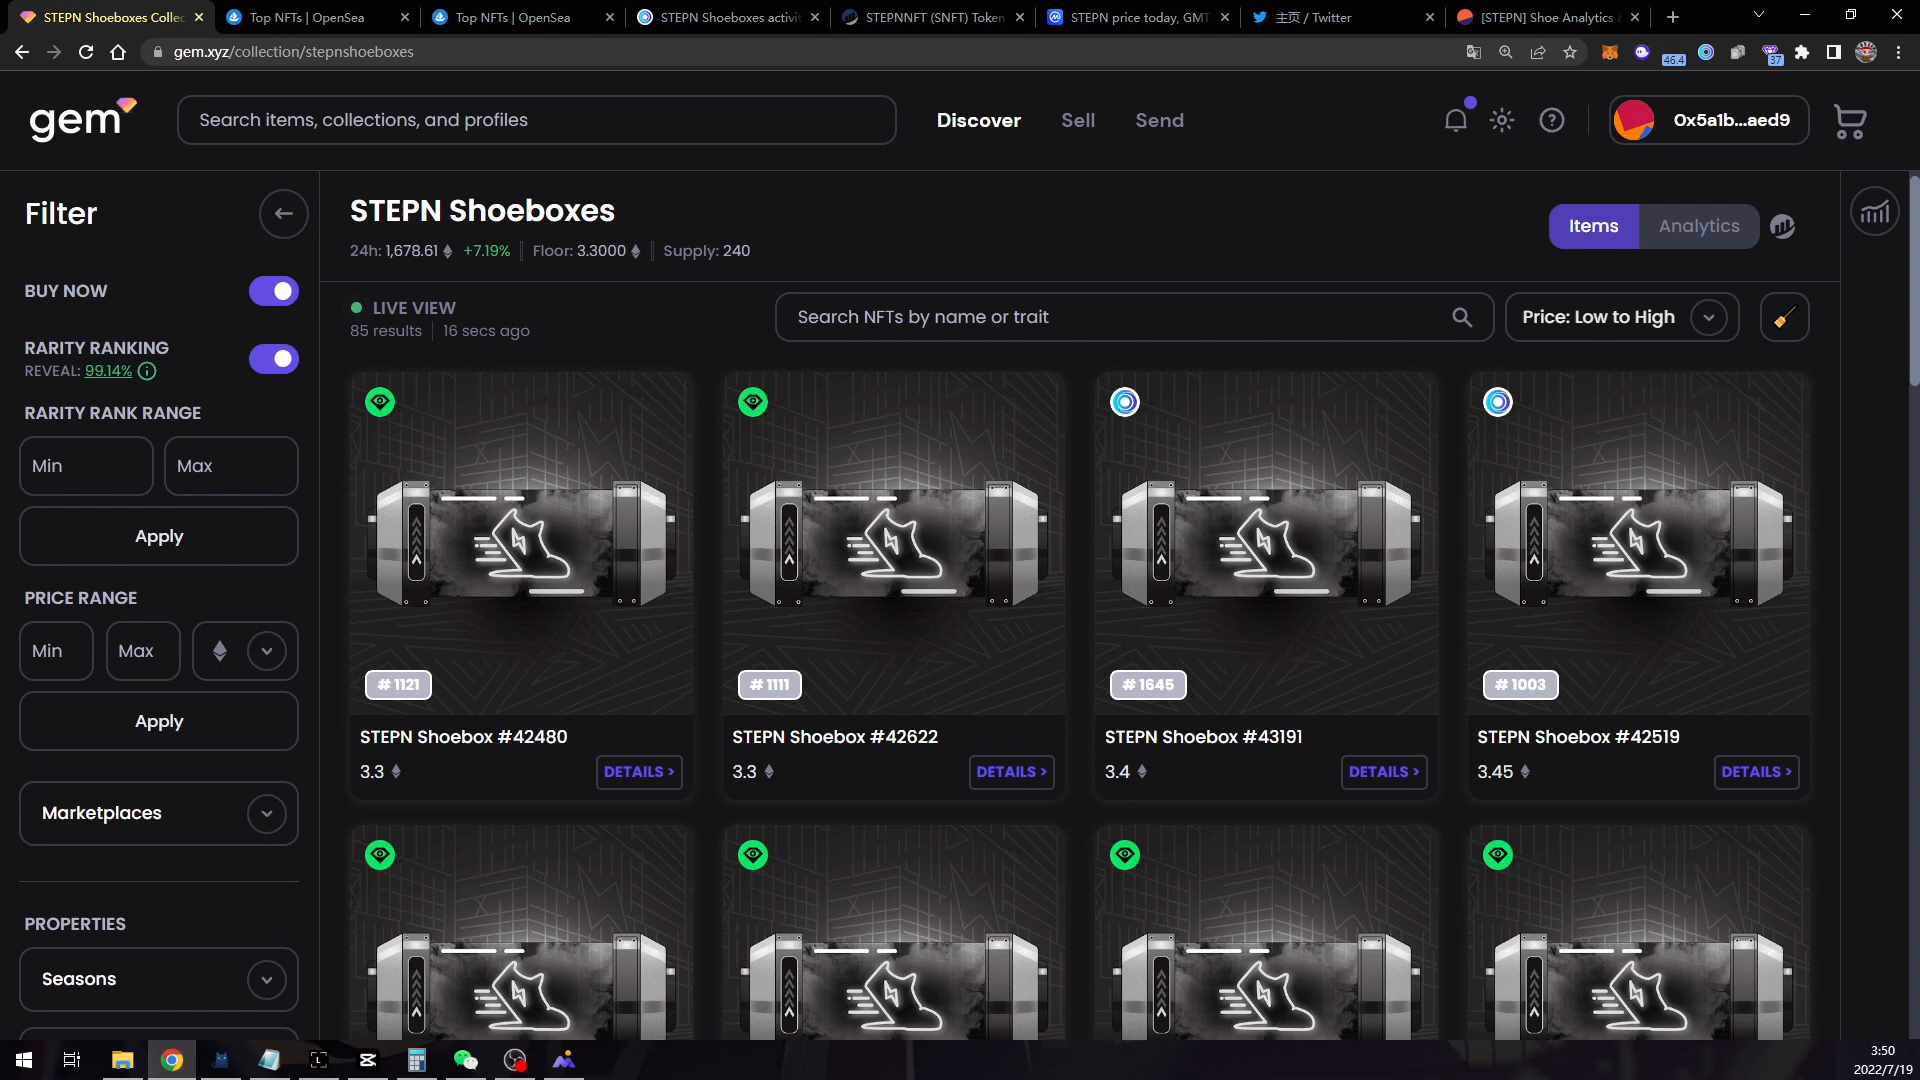 STEPN Shoeboxes Collec
Top NFTs | OpenSea
Top NFTs | OpenSea
STEPN Shoeboxes activi
STEPNNFT (SNFT) Token
STEPN price today, GMT
主页 / Twitter
[STEPN] Shoe Analytics
gem.xyz/collection/stepnshoeboxes
46.4
37
gem
Search items, collections, and profiles
Discover
Sell
Send
0x5a1b...aed9
Filter
STEPN Shoeboxes
24h: 1,678.61 +7.19% Floor: 3.3000 Supply: 240
Items
Analytics
BUY NOW
LIVE VIEW
85 results 16 secs ago
Search NFTs by name or trait
Price: Low to High
RARITY RANKING
REVEAL: 99.14%
RARITY RANK RANGE
Min
Max
Apply
PRICE RANGE
Min
Max
Apply
Marketplaces
PROPERTIES
Seasons
# 1121
STEPN Shoebox #42480
3.3
DETAILS >
# 1111
STEPN Shoebox #42622
3.3
DETAILS >
# 1645
STEPN Shoebox #43191
3.4
DETAILS >
# 1003
STEPN Shoebox #42519
3.45
DETAILS >
3:50
2022/7/19